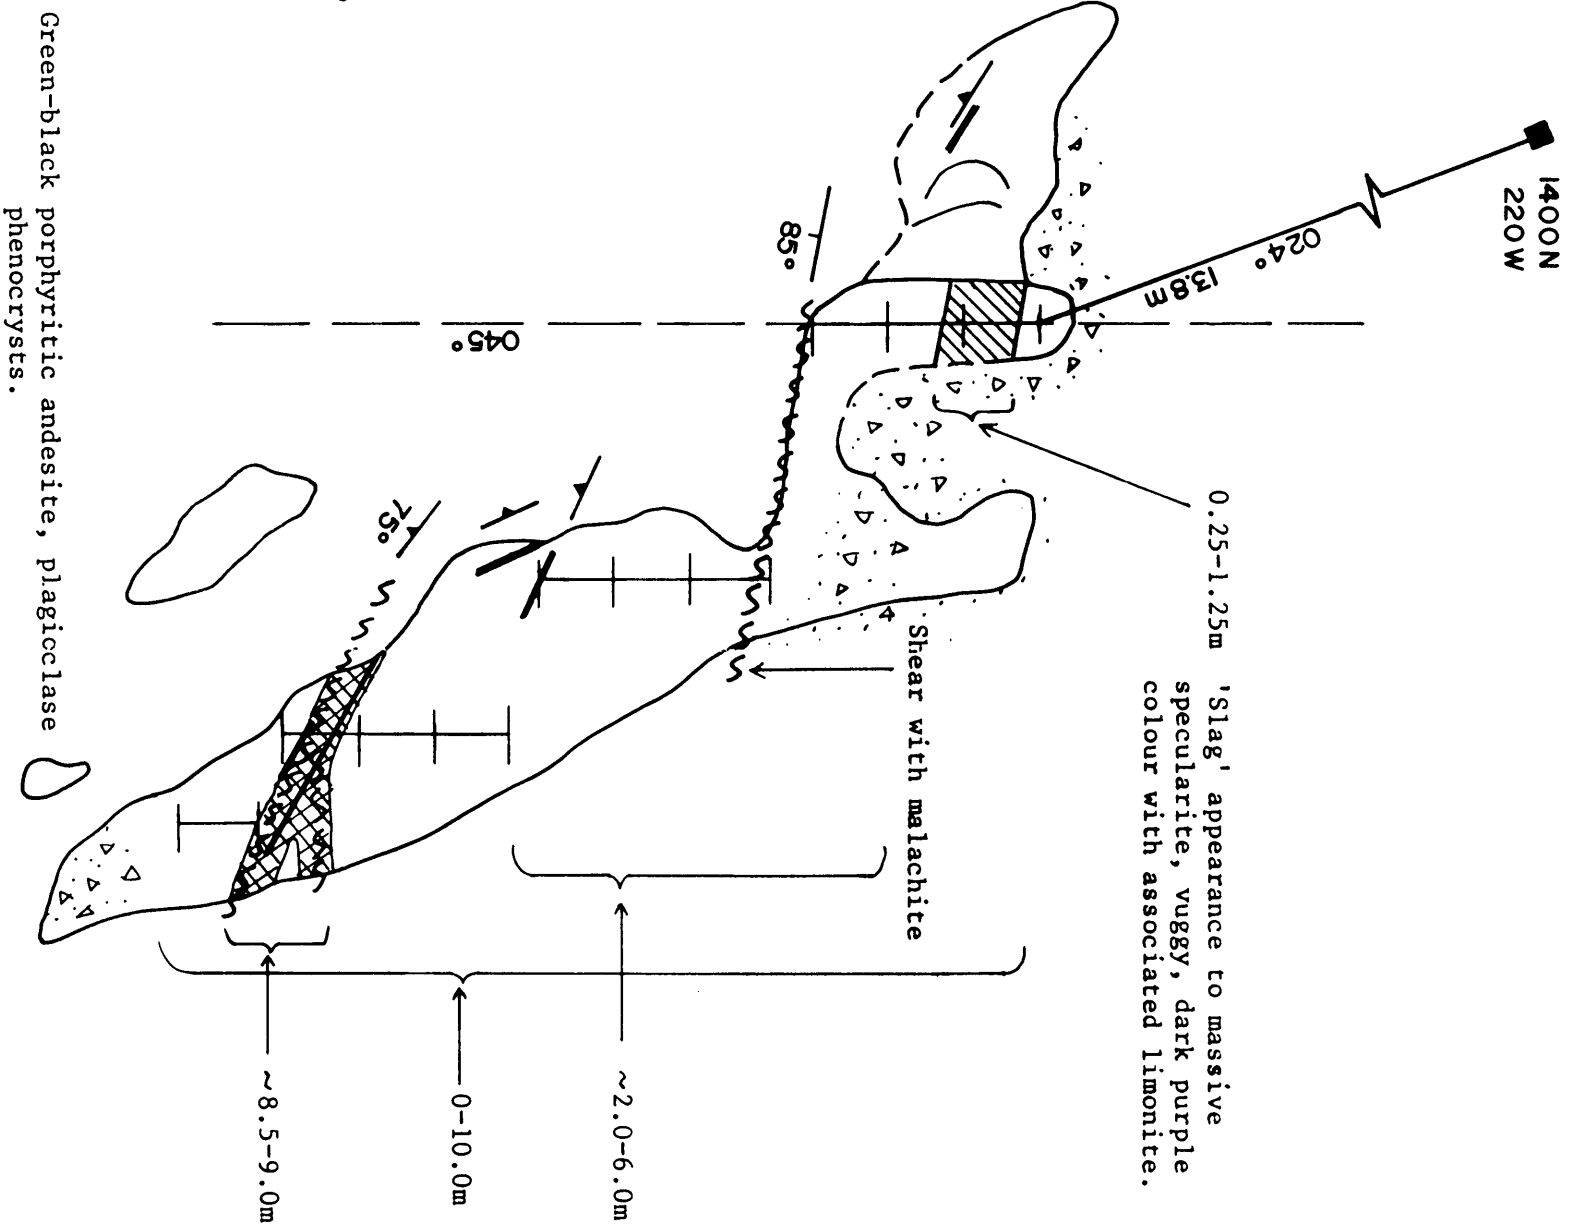 1400N
220W
024°
13.8m
0.25-1.25m 'Slag' appearance to massive
specularite, vuggy, dark purple
colour with associated limonite.
85°
045°
Shear with malachite
75°
~2.0-6.0m
0-10.0m
~8.5-9.0m
Green-black porphyritic andesite, plagicclase
phenocrysts.